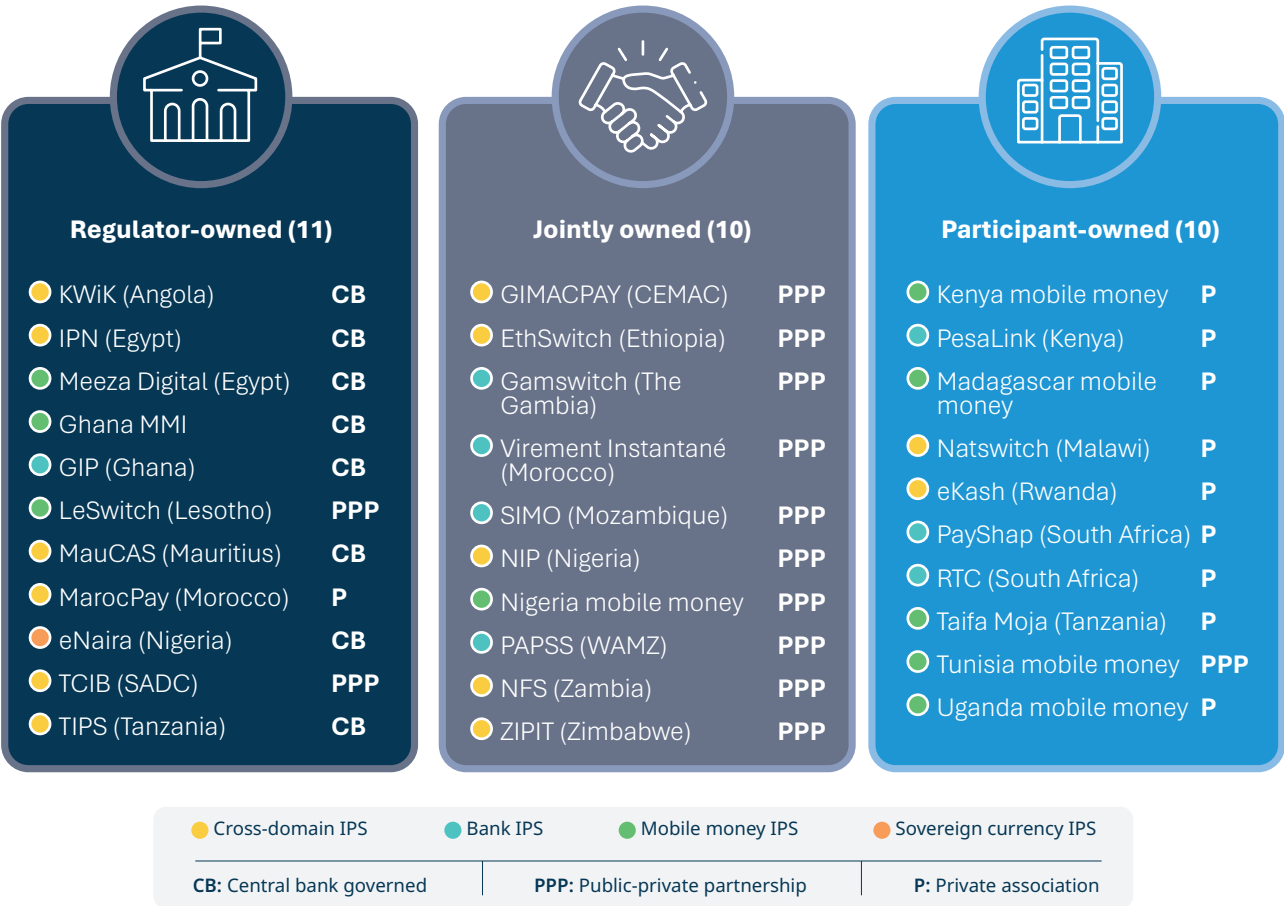 Regulator-owned (11)
KWiK (Angola) CB
IPN (Egypt) CB
Meeza Digital (Egypt) CB
Ghana MMI CB
GIP (Ghana) CB
LeSwitch (Lesotho) PPP
MauCAS (Mauritius) CB
MarocPay (Morocco) P
eNaira (Nigeria) CB
TCIB (SADC) PPP
TIPS (Tanzania) CB
Jointly owned (10)
GIMACPAY (CEMAC) PPP
EthSwitch (Ethiopia) PPP
Gamswitch (The PPP
Gambia)
Virement Instantané PPP
(Morocco)
SIMO (Mozambique) PPP
NIP (Nigeria) PPP
Nigeria mobile money PPP
PAPSS (WAMZ) PPP
NFS (Zambia) PPP
ZIPIT (Zimbabwe) PPP
Participant-owned (10)
Kenya mobile money P
PesaLink (Kenya) P
Madagascar mobile P
money
Natswitch (Malawi) P
eKash (Rwanda) P
PayShap (South Africa) P
RTC (South Africa) P
Taifa Moja (Tanzania) P
Tunisia mobile money PPP
Uganda mobile money P
Cross-domain IPS Bank IPS Mobile money IPS Sovereign currency IPS
CB: Central bank governed PPP: Public-private partnership P: Private association